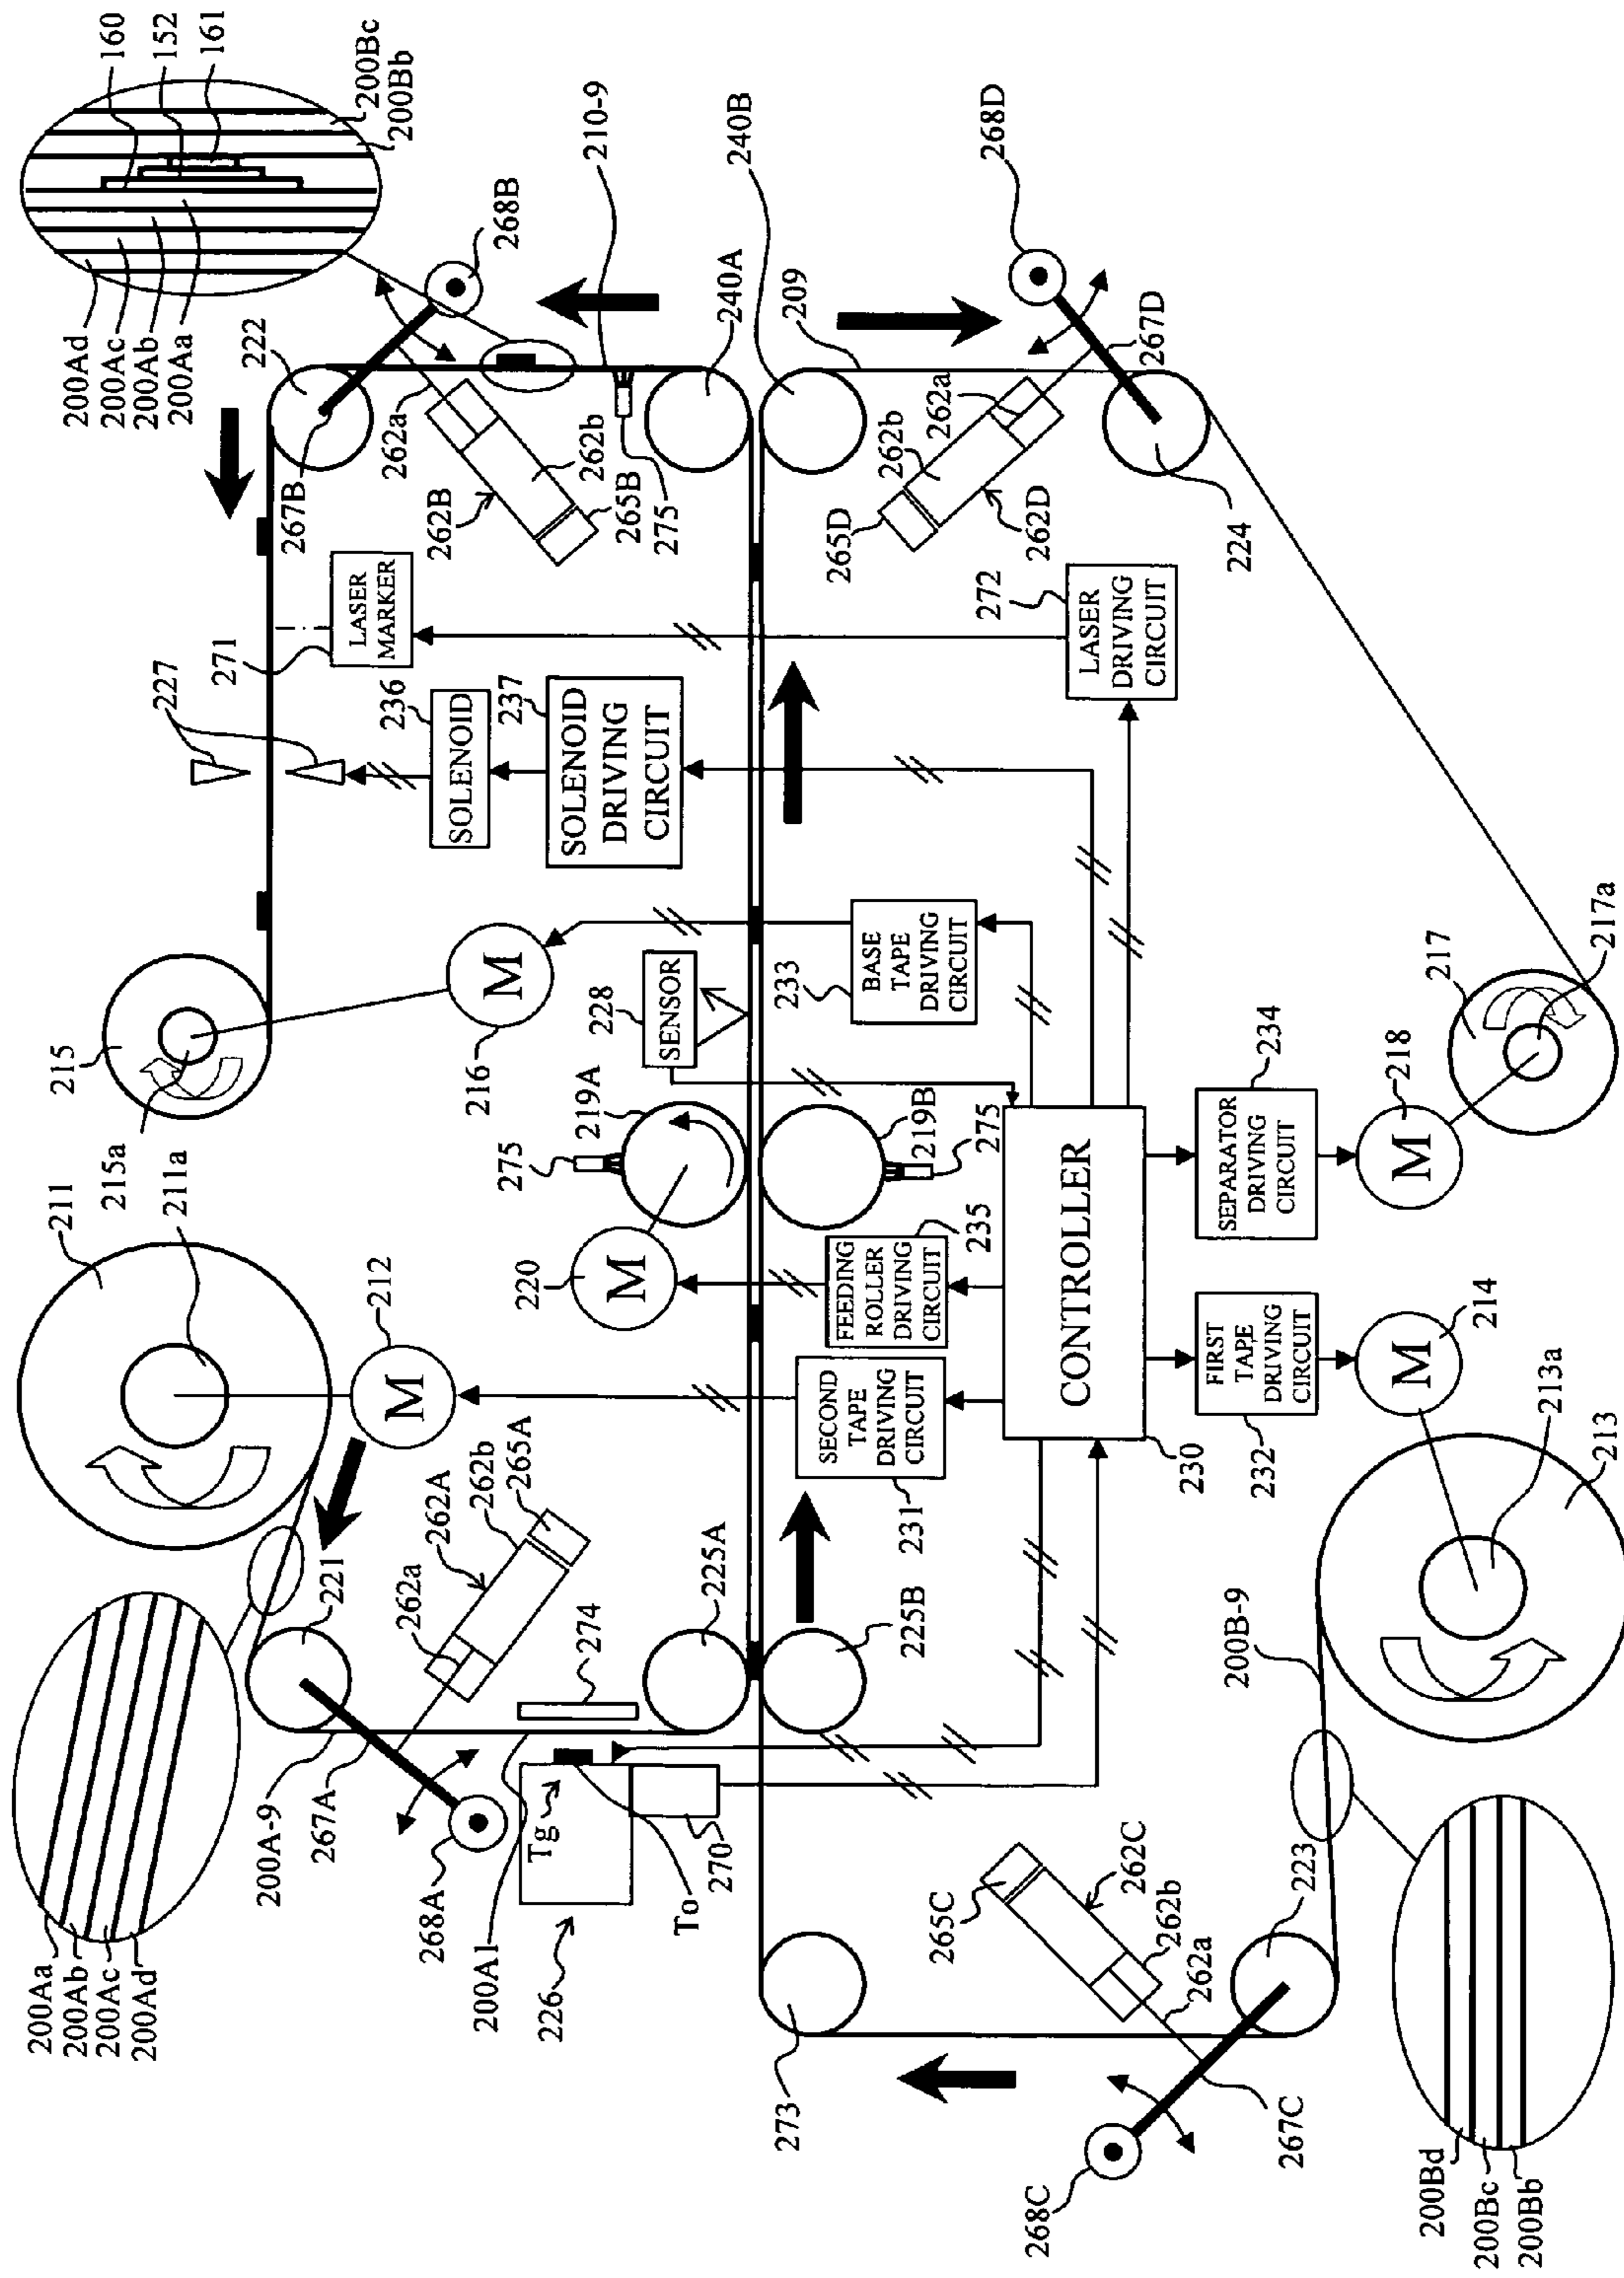 200Bd
200Bc
200Bb
268C
267C
273
265C
262C
262b
262a
223
226
To
270
Tg
200A1
268A
267A
200A-9
200Aa
200Ab
200Ac
200Ad
221
262a
262A
262b
265A
274
225A
225B
200B-9
213
213a
214
M
212
M
211
211a
231
SECOND
TAPE
DRIVING
CIRCUIT
FEEDING
ROLLER
DRIVING
CIRCUIT
235
220
M
230
CONTROLLER
232
FIRST
TAPE
DRIVING
CIRCUIT
SEPARATOR
DRIVING
CIRCUIT
234
218
M
217
217a
275
219A
219B
275
228
SENSOR
233
BASE
TAPE
DRIVING
CIRCUIT
216
M
215
215a
227
236
SOLENOID
237
SOLENOID
DRIVING
CIRCUIT
271
LASER
MARKER
272
LASER
DRIVING
CIRCUIT
222
267B
262a
262B
262b
265B
275
268B
210-9
240A
240B
209
265D
262b
262a
262D
267D
268D
224
200Ad
200Ac
200Ab
200Aa
160
152
161
200Bc
200Bb